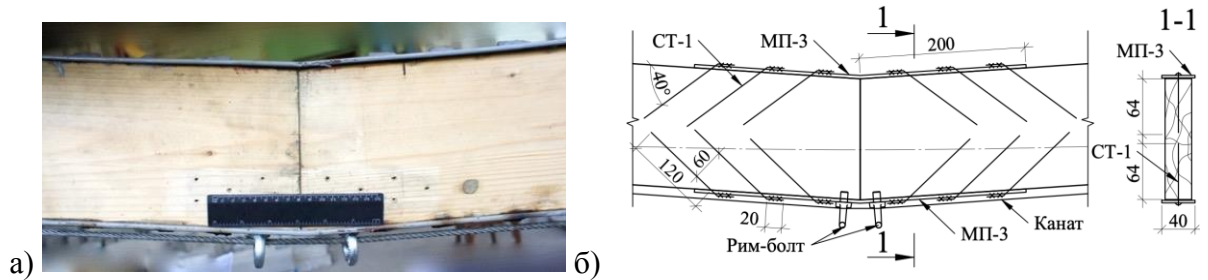 а)
б)
1
1-1
СТ-1
МП-3
200
МП-3
40°
64
64
СТ-1
60
120
20
Рим-болт
1
МП-3
Канат
40